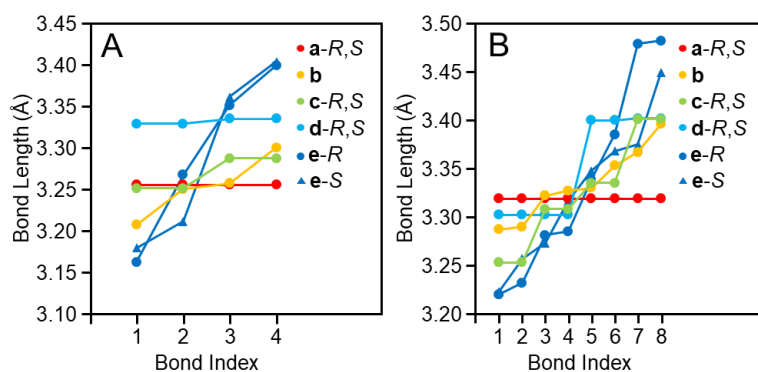 A
Bond Length (Å)
3.45
3.40
3.35
3.30
3.25
3.20
3.15
3.10
1 2 3 4
Bond Index
a-R,S
b
c-R,S
d-R,S
e-R
e-S
B
Bond Length (Å)
3.50
3.45
3.40
3.35
3.30
3.25
3.20
1 2 3 4 5 6 7 8
Bond Index
a-R,S
b
c-R,S
d-R,S
e-R
e-S